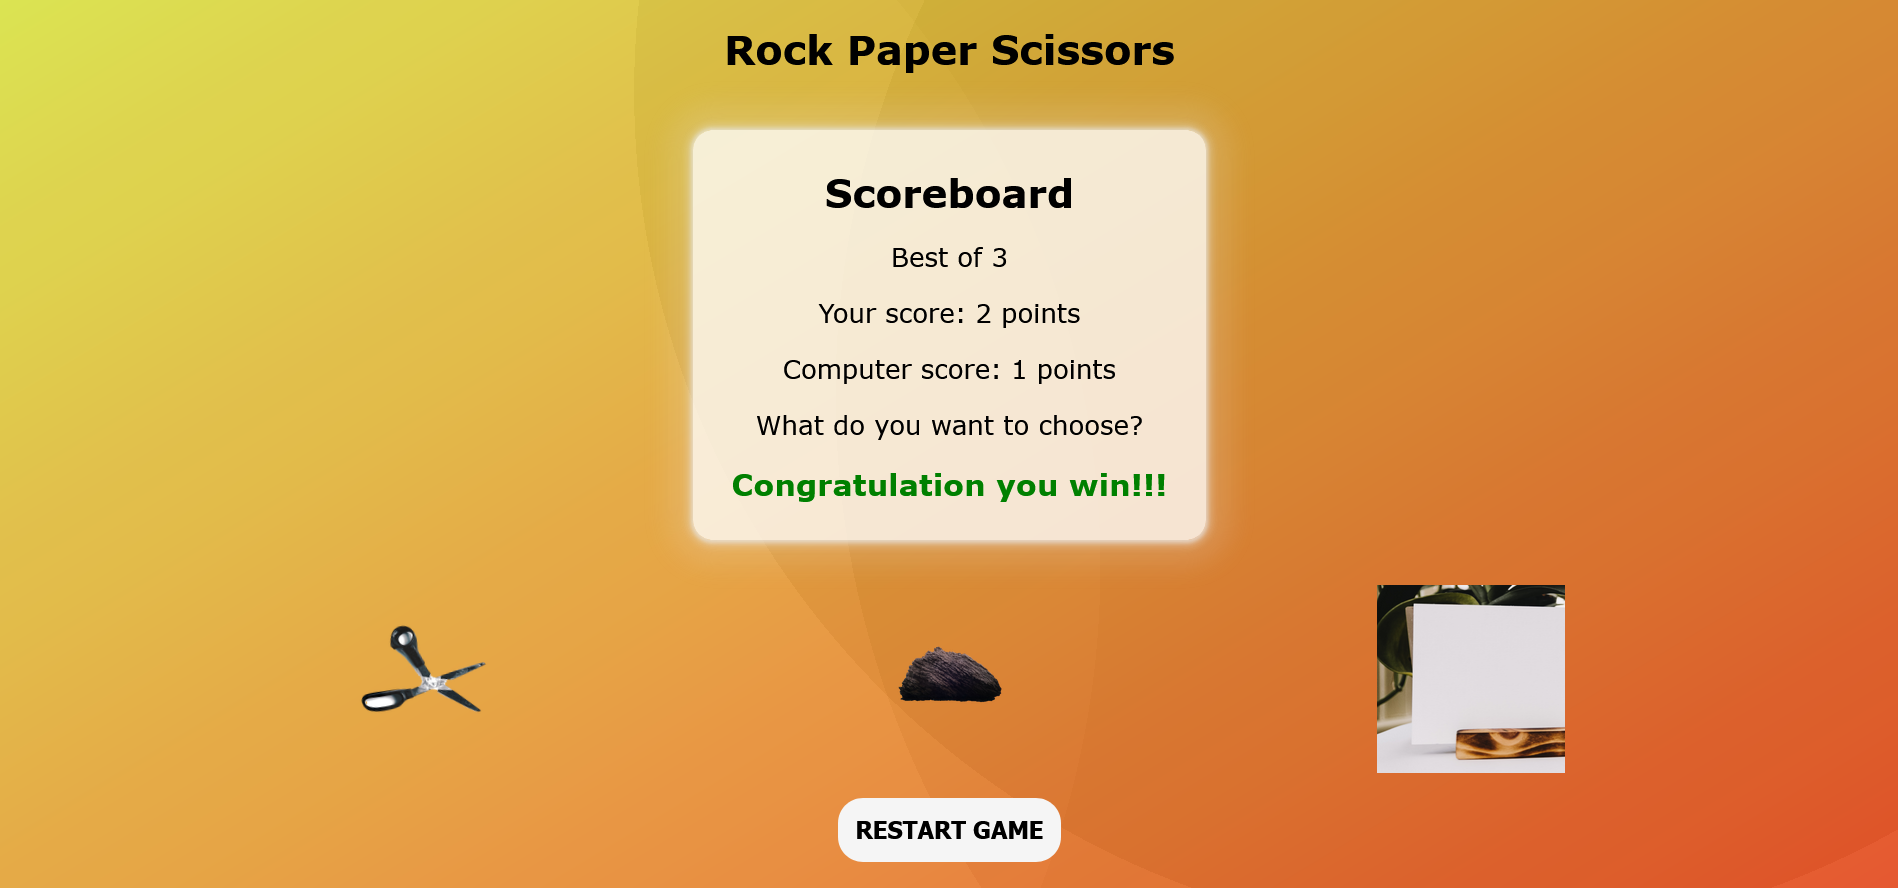 Rock Paper Scissors
Scoreboard
Best of 3
Your score: 2 points
Computer score: 1 points
What do you want to choose?
Congratulation you win!!!
RESTART GAME